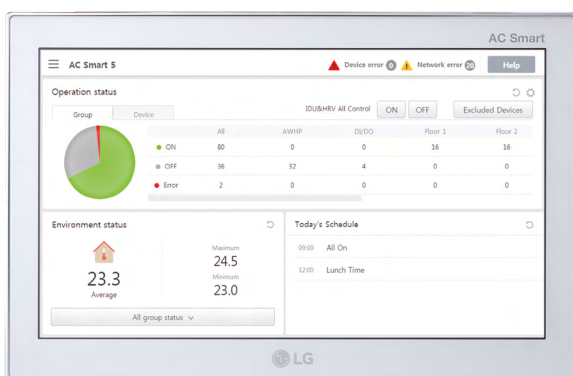 AC Smart
AC Smart 5
Device error 0
Network error 20
Help
Operation status
Group Device
IDU&HRV All Control ON OFF Excluded Devices
All AWHP DI/DO Floor 1 Floor 2
ON 80 0 0 16 16
OFF 36 32 4 0 0
Error 2 0 0 0 0
Environment status
23.3
Average
Maximum
24.5
Minimum
23.0
All group status
Today's Schedule
09:00 All On
12:00 Lunch Time
LG